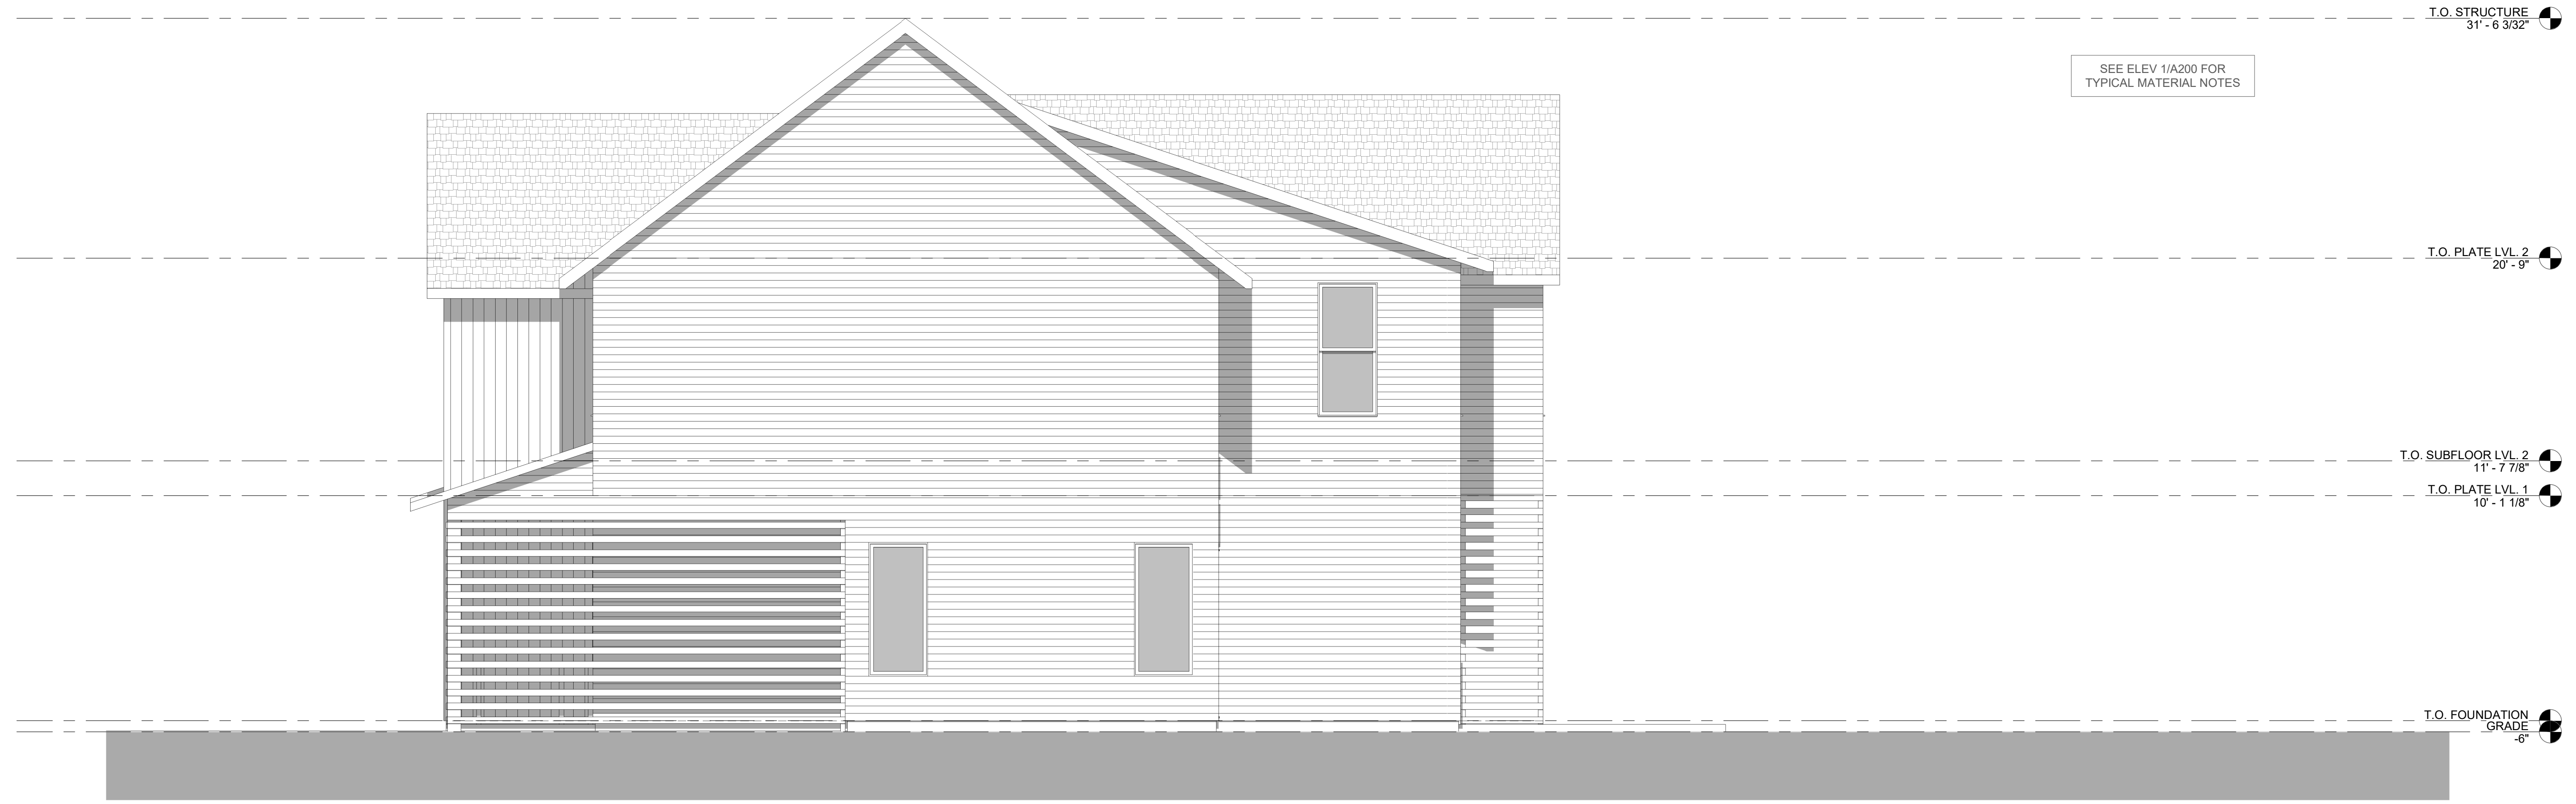 T.O. STRUCTURE
31' - 6 3/32"
SEE ELEV 1/A200 FOR
TYPICAL MATERIAL NOTES
T.O. PLATE LVL. 2
20' - 9"
T.O. SUBFLOOR LVL. 2
11' - 7 7/8"
T.O. PLATE LVL. 1
10' - 1 1/8"
T.O. FOUNDATION
GRADE
-6"